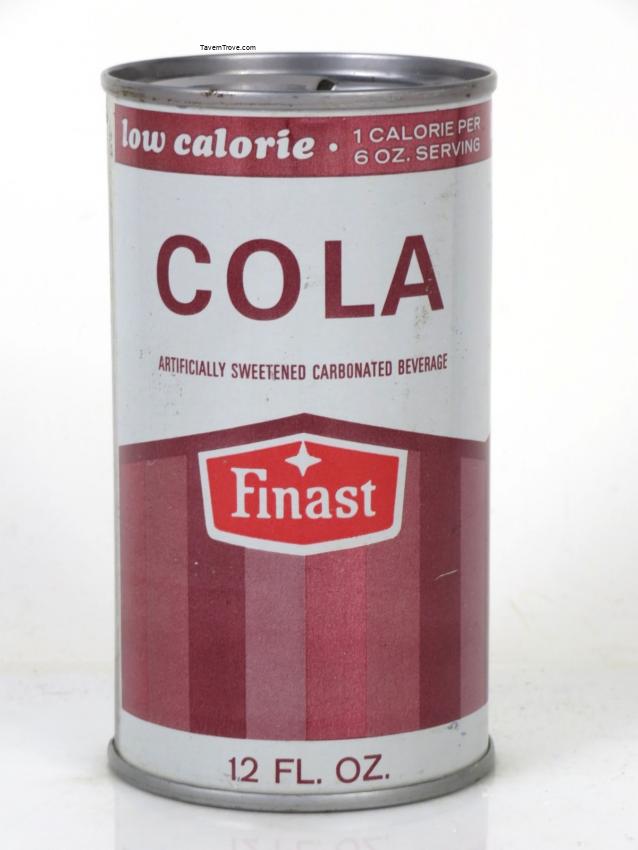 TavernTrove.com
low calorie • 1 CALORIE PER
6 OZ. SERVING
COLA
ARTIFICIALLY SWEETENED CARBONATED BEVERAGE
Finast
12 FL. OZ.